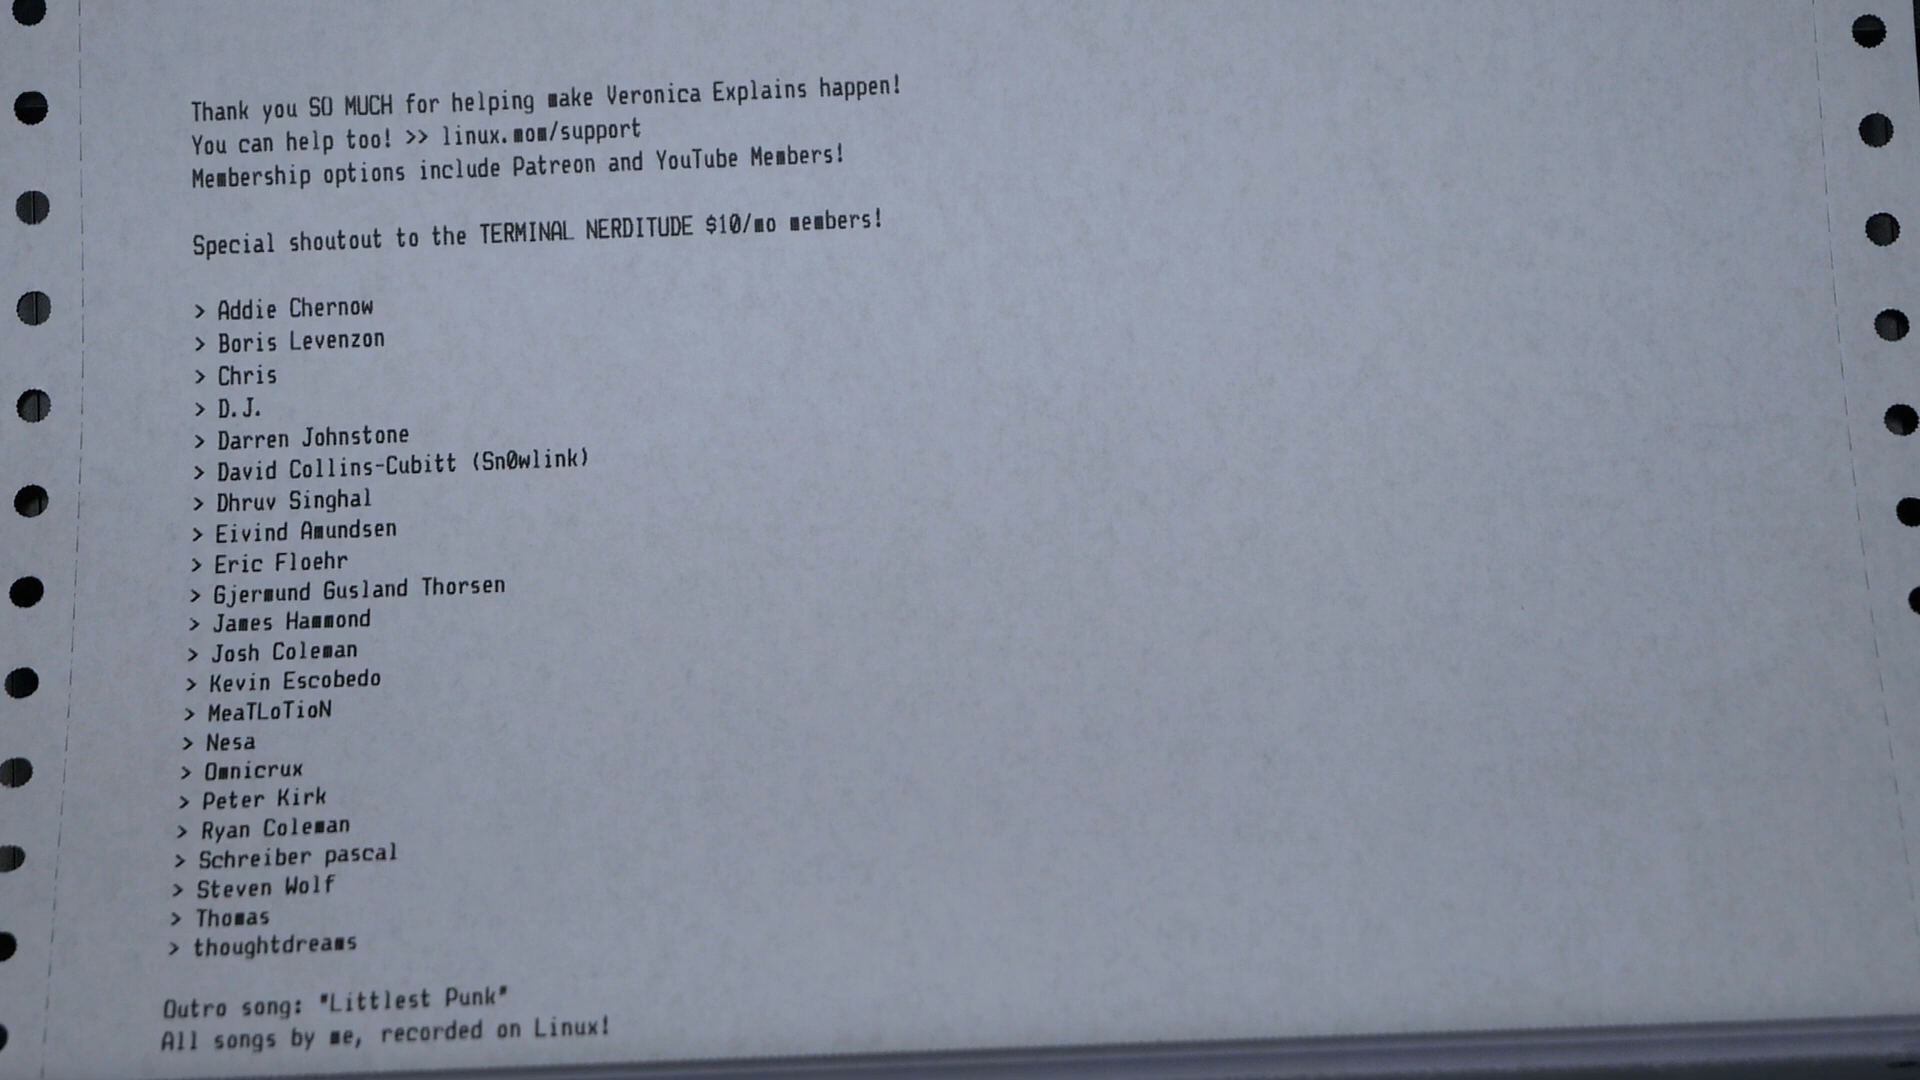 Thank you SO MUCH for helping make Veronica Explains happen!
You can help too! >> linux.mom/support
Membership options include Patreon and YouTube Members!
Special shoutout to the TERMINAL NERDITUDE $10/mo members!
> Addie Chernow
> Boris Levenzon
> Chris
> D.J.
> Darren Johnstone
> David Collins-Cubitt (Sn0wlink)
> Dhruv Singhal
> Eivind Amundsen
> Eric Floehr
> Gjermund Gusland Thorsen
> James Hammond
> Josh Coleman
> Kevin Escobedo
> MeaTLoTioN
> Nesa
> Omnicrux
> Peter Kirk
> Ryan Coleman
> Schreiber pascal
> Steven Wolf
> Thomas
> thoughtdreams
Outro song: "Littlest Punk"
All songs by me, recorded on Linux!